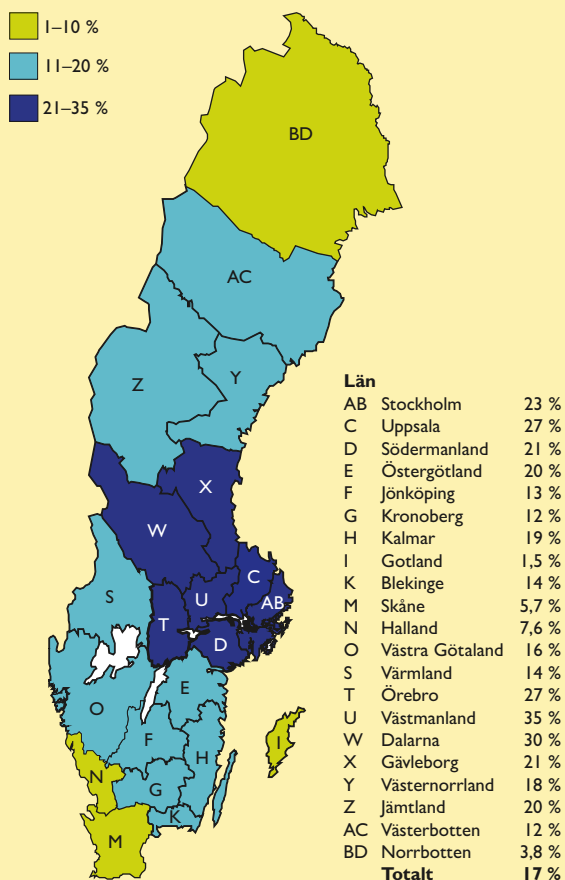 1–10 %
11–20 %
21–35 %
BD
AC
Z
Y
X
W
S
T
U
C
AB
D
O
E
F
H
I
N
G
K
M
Län
AB Stockholm 23 %
C Uppsala 27 %
D Södermanland 21 %
E Östergötland 20 %
F Jönköping 13 %
G Kronoberg 12 %
H Kalmar 19 %
I Gotland 1,5 %
K Blekinge 14 %
M Skåne 5,7 %
N Halland 7,6 %
O Västra Götaland 16 %
S Värmland 14 %
T Örebro 27 %
U Västmanland 35 %
W Dalarna 30 %
X Gävleborg 21 %
Y Västernorrland 18 %
Z Jämtland 20 %
AC Västerbotten 12 %
BD Norrbotten 3,8 %
Totalt 17 %